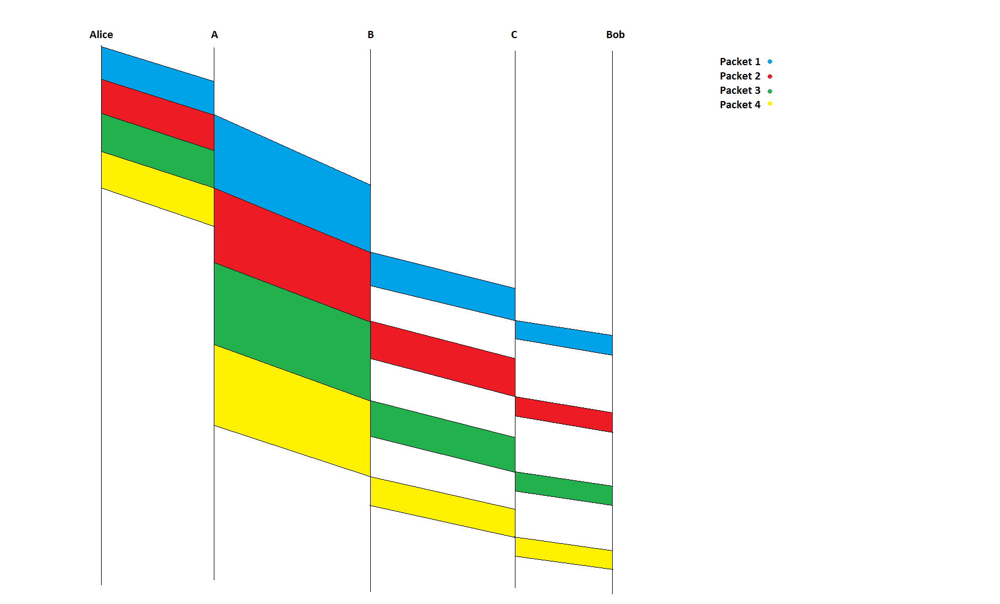 Alice A B C Bob
Packet 1
Packet 2
Packet 3
Packet 4